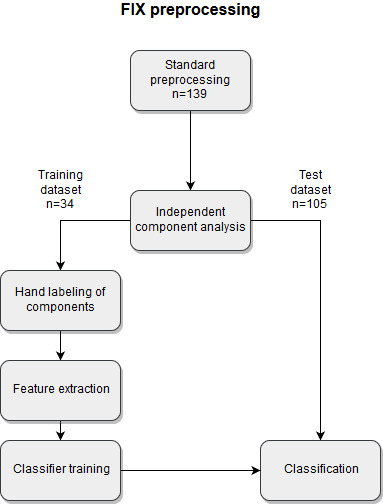 FIX preprocessing
Standard
preprocessing
n=139
Training
dataset
n=34
Test
dataset
n=105
Independent
component analysis
Hand labeling of
components
Feature extraction
Classifier training
Classification